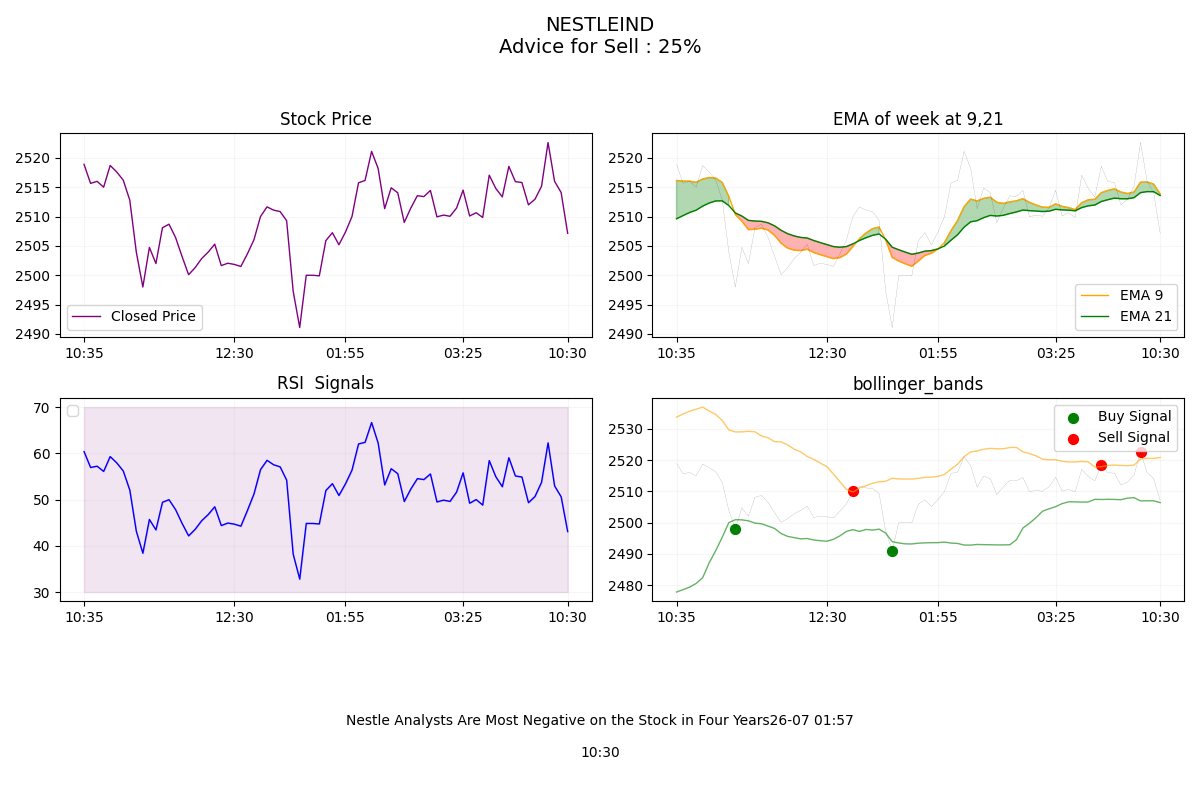 NESTLEIND
Advice for Sell : 25%
Stock Price
2520
2515
2510
2505
2500
2495
2490
Closed Price
10:35 12:30 01:55 03:25 10:30
EMA of week at 9,21
2520
2515
2510
2505
2500
2495
2490
EMA 9
EMA 21
10:35 12:30 01:55 03:25 10:30
RSI  Signals
70
60
50
40
30
10:35 12:30 01:55 03:25 10:30
bollinger_bands
2530
2520
2510
2500
2490
2480
Buy Signal
Sell Signal
10:35 12:30 01:55 03:25 10:30
Nestle Analysts Are Most Negative on the Stock in Four Years26-07 01:57
10:30